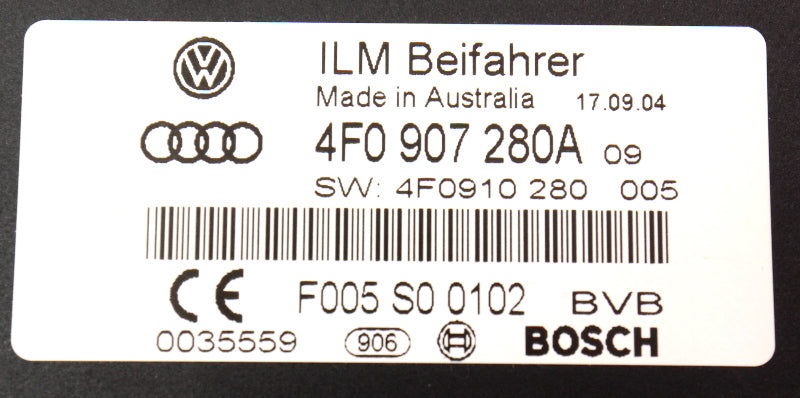 ILM Beifahrer
Made in Australia 17.09.04
4F0 907 280A 09
SW: 4F0910 280 005
CE F005 S0 0102 BVB
0035559 906 BOSCH